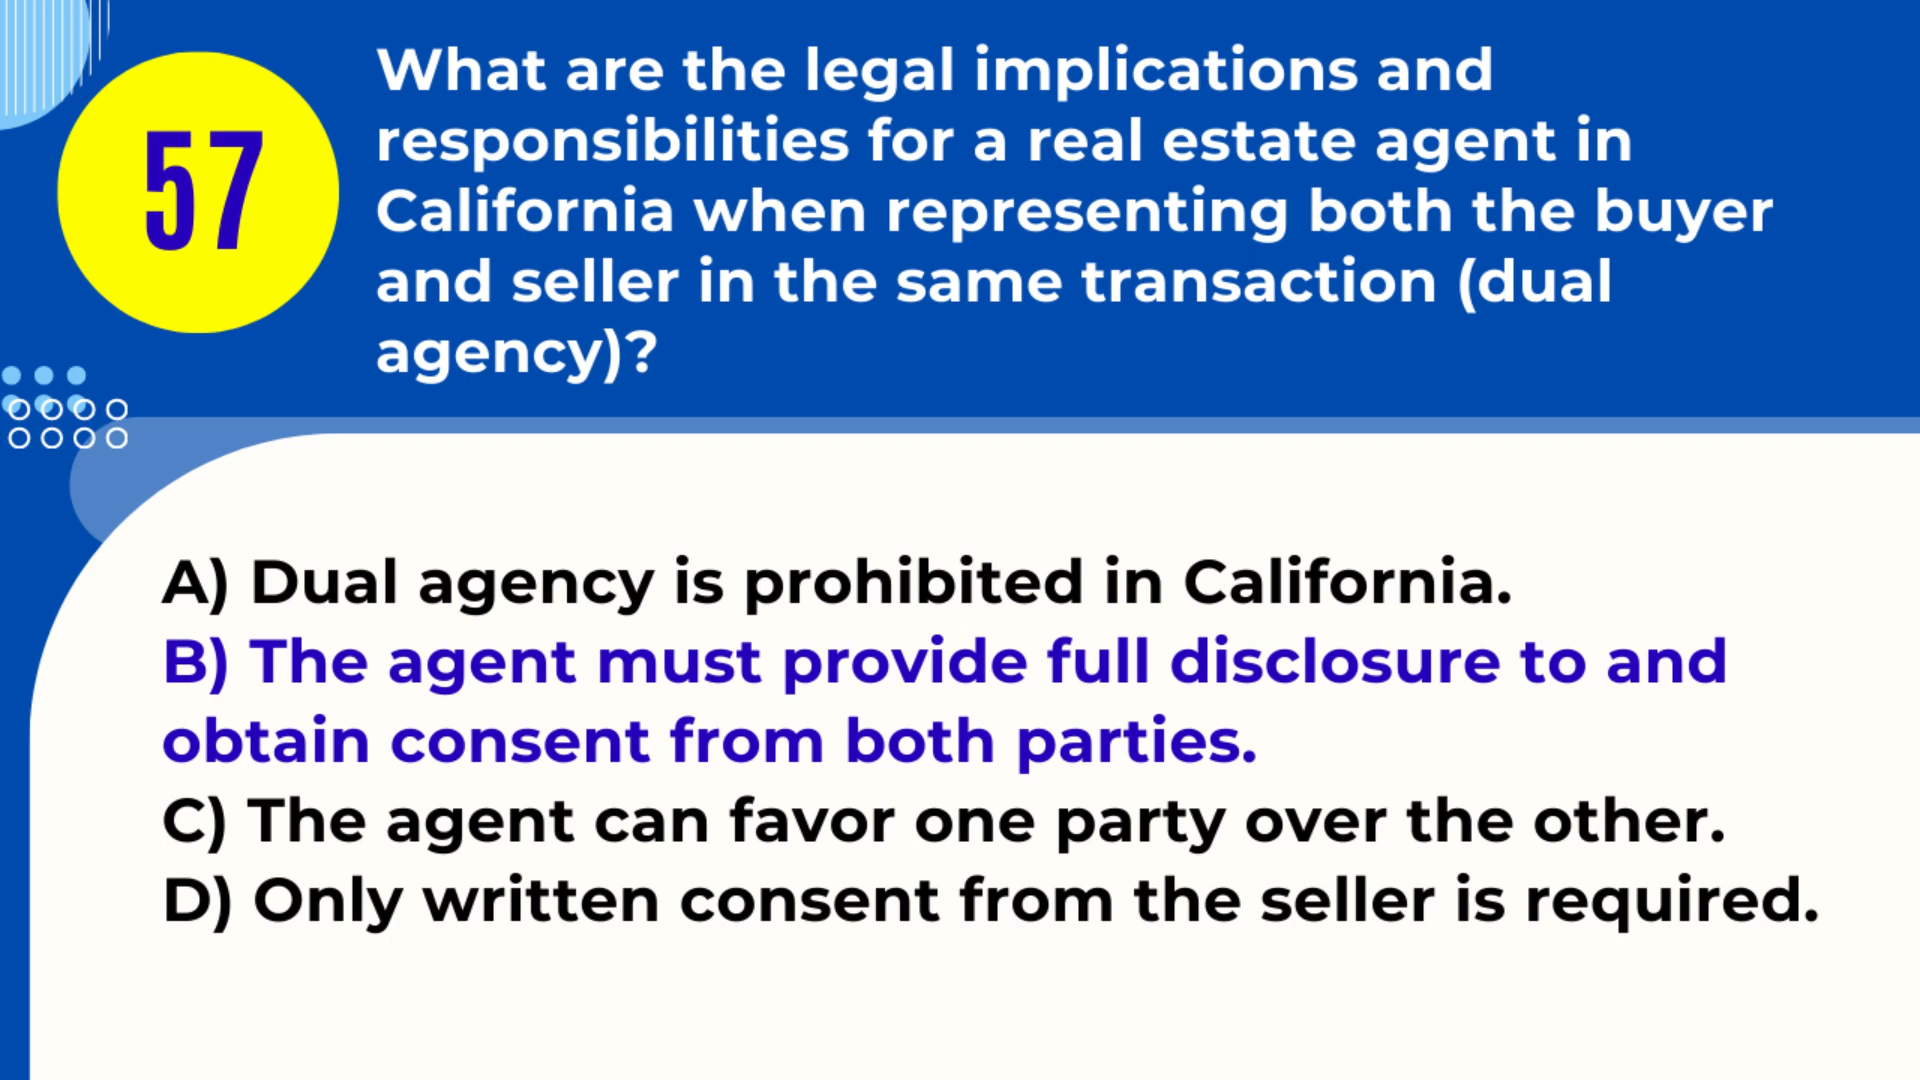 57
What are the legal implications and
responsibilities for a real estate agent in
California when representing both the buyer
and seller in the same transaction (dual
agency)?
A) Dual agency is prohibited in California.
B) The agent must provide full disclosure to and
obtain consent from both parties.
C) The agent can favor one party over the other.
D) Only written consent from the seller is required.